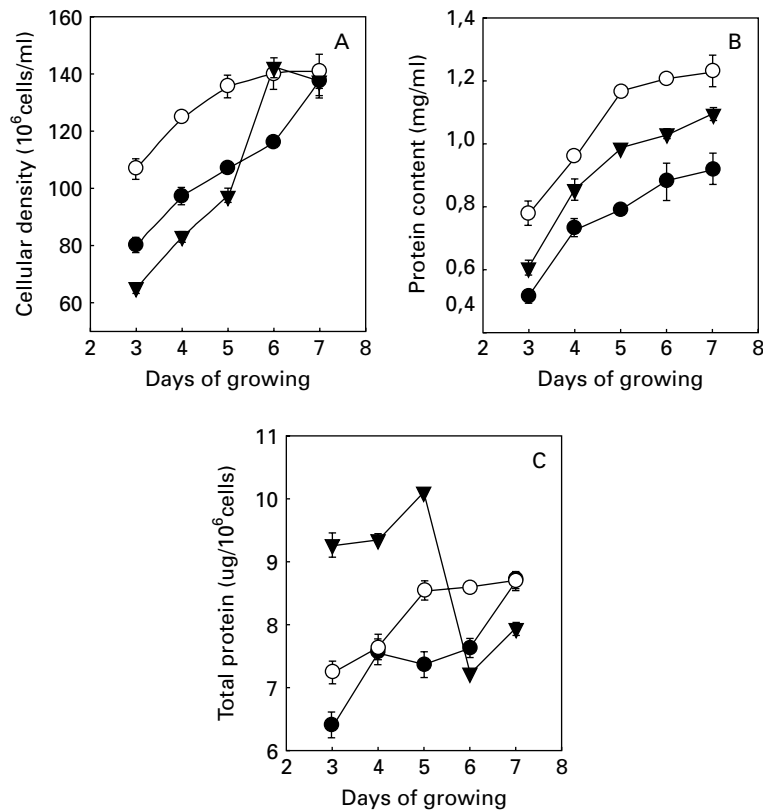 A
Cellular density (10⁶cells/ml)
160
140
120
100
80
60
2 3 4 5 6 7 8
Days of growing
B
Protein content (mg/ml)
1,4
1,2
1,0
0,8
0,6
0,4
2 3 4 5 6 7 8
Days of growing
C
Total protein (ug/10⁶cells)
11
10
9
8
7
6
2 3 4 5 6 7 8
Days of growing